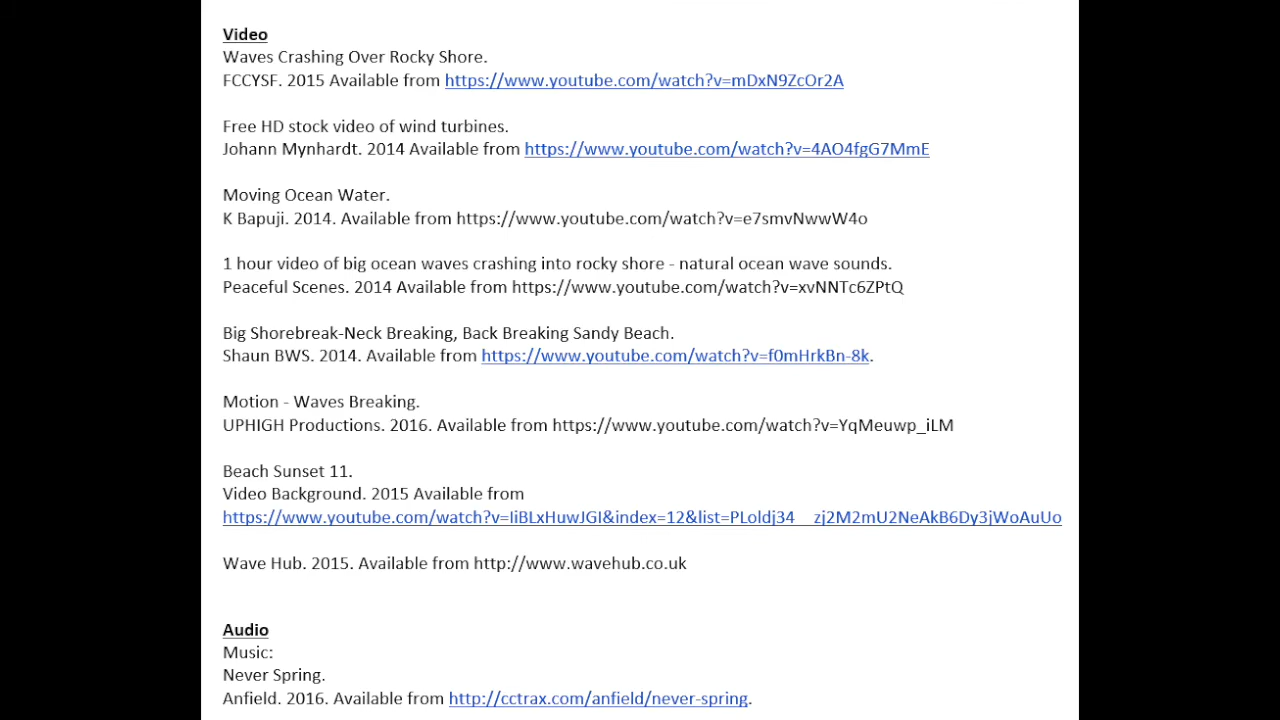 Video
Waves Crashing Over Rocky Shore.
FCCYSF. 2015 Available from https://www.youtube.com/watch?v=mDxN9ZcOr2A
Free HD stock video of wind turbines.
Johann Mynhardt. 2014 Available from https://www.youtube.com/watch?v=4AO4fgG7MmE
Moving Ocean Water.
K Bapuji. 2014. Available from https://www.youtube.com/watch?v=e7smvNwwW4o
1 hour video of big ocean waves crashing into rocky shore - natural ocean wave sounds.
Peaceful Scenes. 2014 Available from https://www.youtube.com/watch?v=xvNNTc6ZPtQ
Big Shorebreak-Neck Breaking, Back Breaking Sandy Beach.
Shaun BWS. 2014. Available from https://www.youtube.com/watch?v=f0mHrkBn-8k.
Motion - Waves Breaking.
UPHIGH Productions. 2016. Available from https://www.youtube.com/watch?v=YqMeuwp_iLM
Beach Sunset 11.
Video Background. 2015 Available from
https://www.youtube.com/watch?v=IiBLxHuwJGI&index=12&list=PLoldj34__zj2M2mU2NeAkB6Dy3jWoAuUo
Wave Hub. 2015. Available from http://www.wavehub.co.uk
Audio
Music:
Never Spring.
Anfield. 2016. Available from http://cctrax.com/anfield/never-spring.